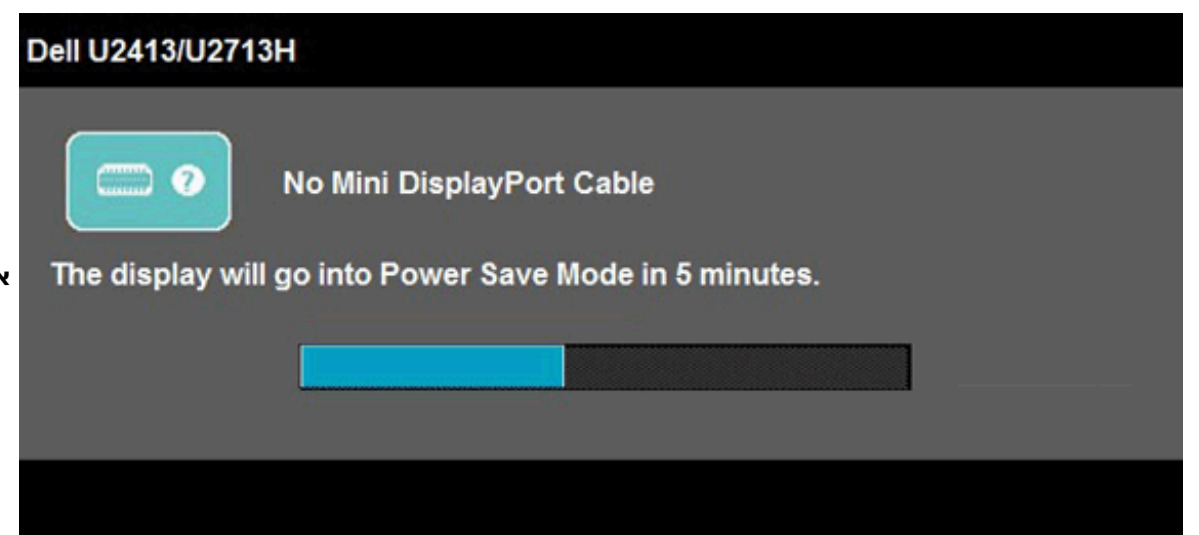 Dell U2413/U2713H
?
No Mini DisplayPort Cable
The display will go into Power Save Mode in 5 minutes.